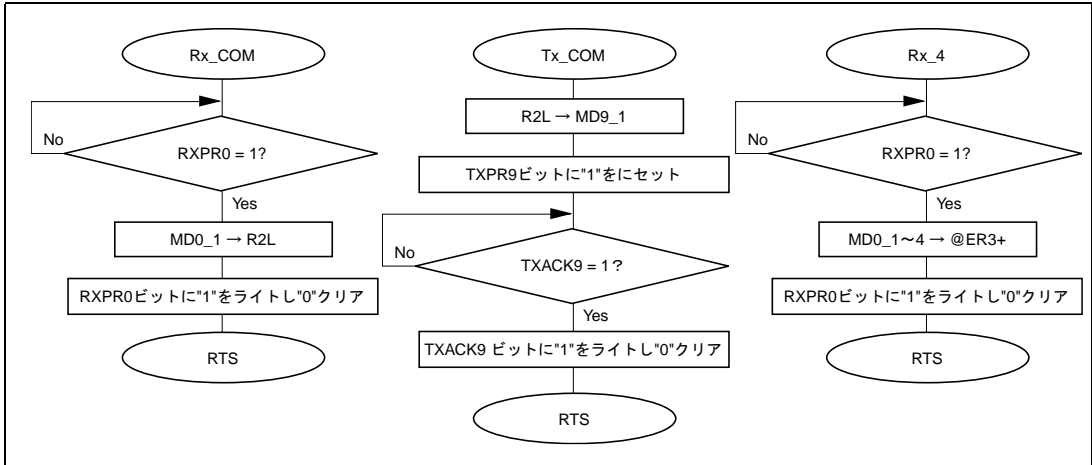 Rx_COM
No
RXPR0 = 1?
Yes
MD0_1 → R2L
RXPR0ビットに"1"をライトし"0"クリア
RTS
Tx_COM
R2L → MD9_1
TXPR9ビットに"1"をにセット
No
TXACK9 = 1？
Yes
TXACK9 ビットに"1"をライトし"0"クリア
RTS
Rx_4
No
RXPR0 = 1?
Yes
MD0_1～4 → @ER3+
RXPR0ビットに"1"をライトし"0"クリア
RTS